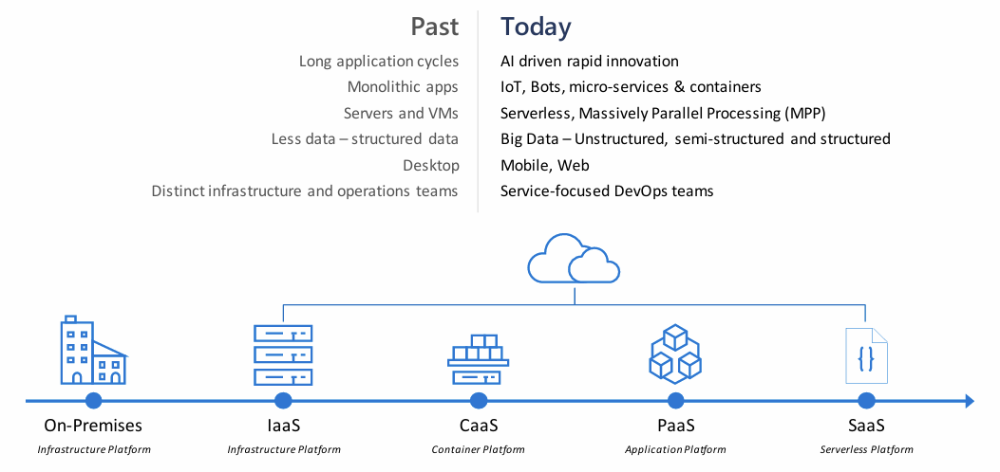 Past
Today
Long application cycles
AI driven rapid innovation
Monolithic apps
IoT, Bots, micro-services & containers
Servers and VMs
Serverless, Massively Parallel Processing (MPP)
Less data – structured data
Big Data – Unstructured, semi-structured and structured
Desktop
Mobile, Web
Distinct infrastructure and operations teams
Service-focused DevOps teams
{}
On-Premises
IaaS
CaaS
PaaS
SaaS
Infrastructure Platform
Infrastructure Platform
Container Platform
Application Platform
Serverless Platform